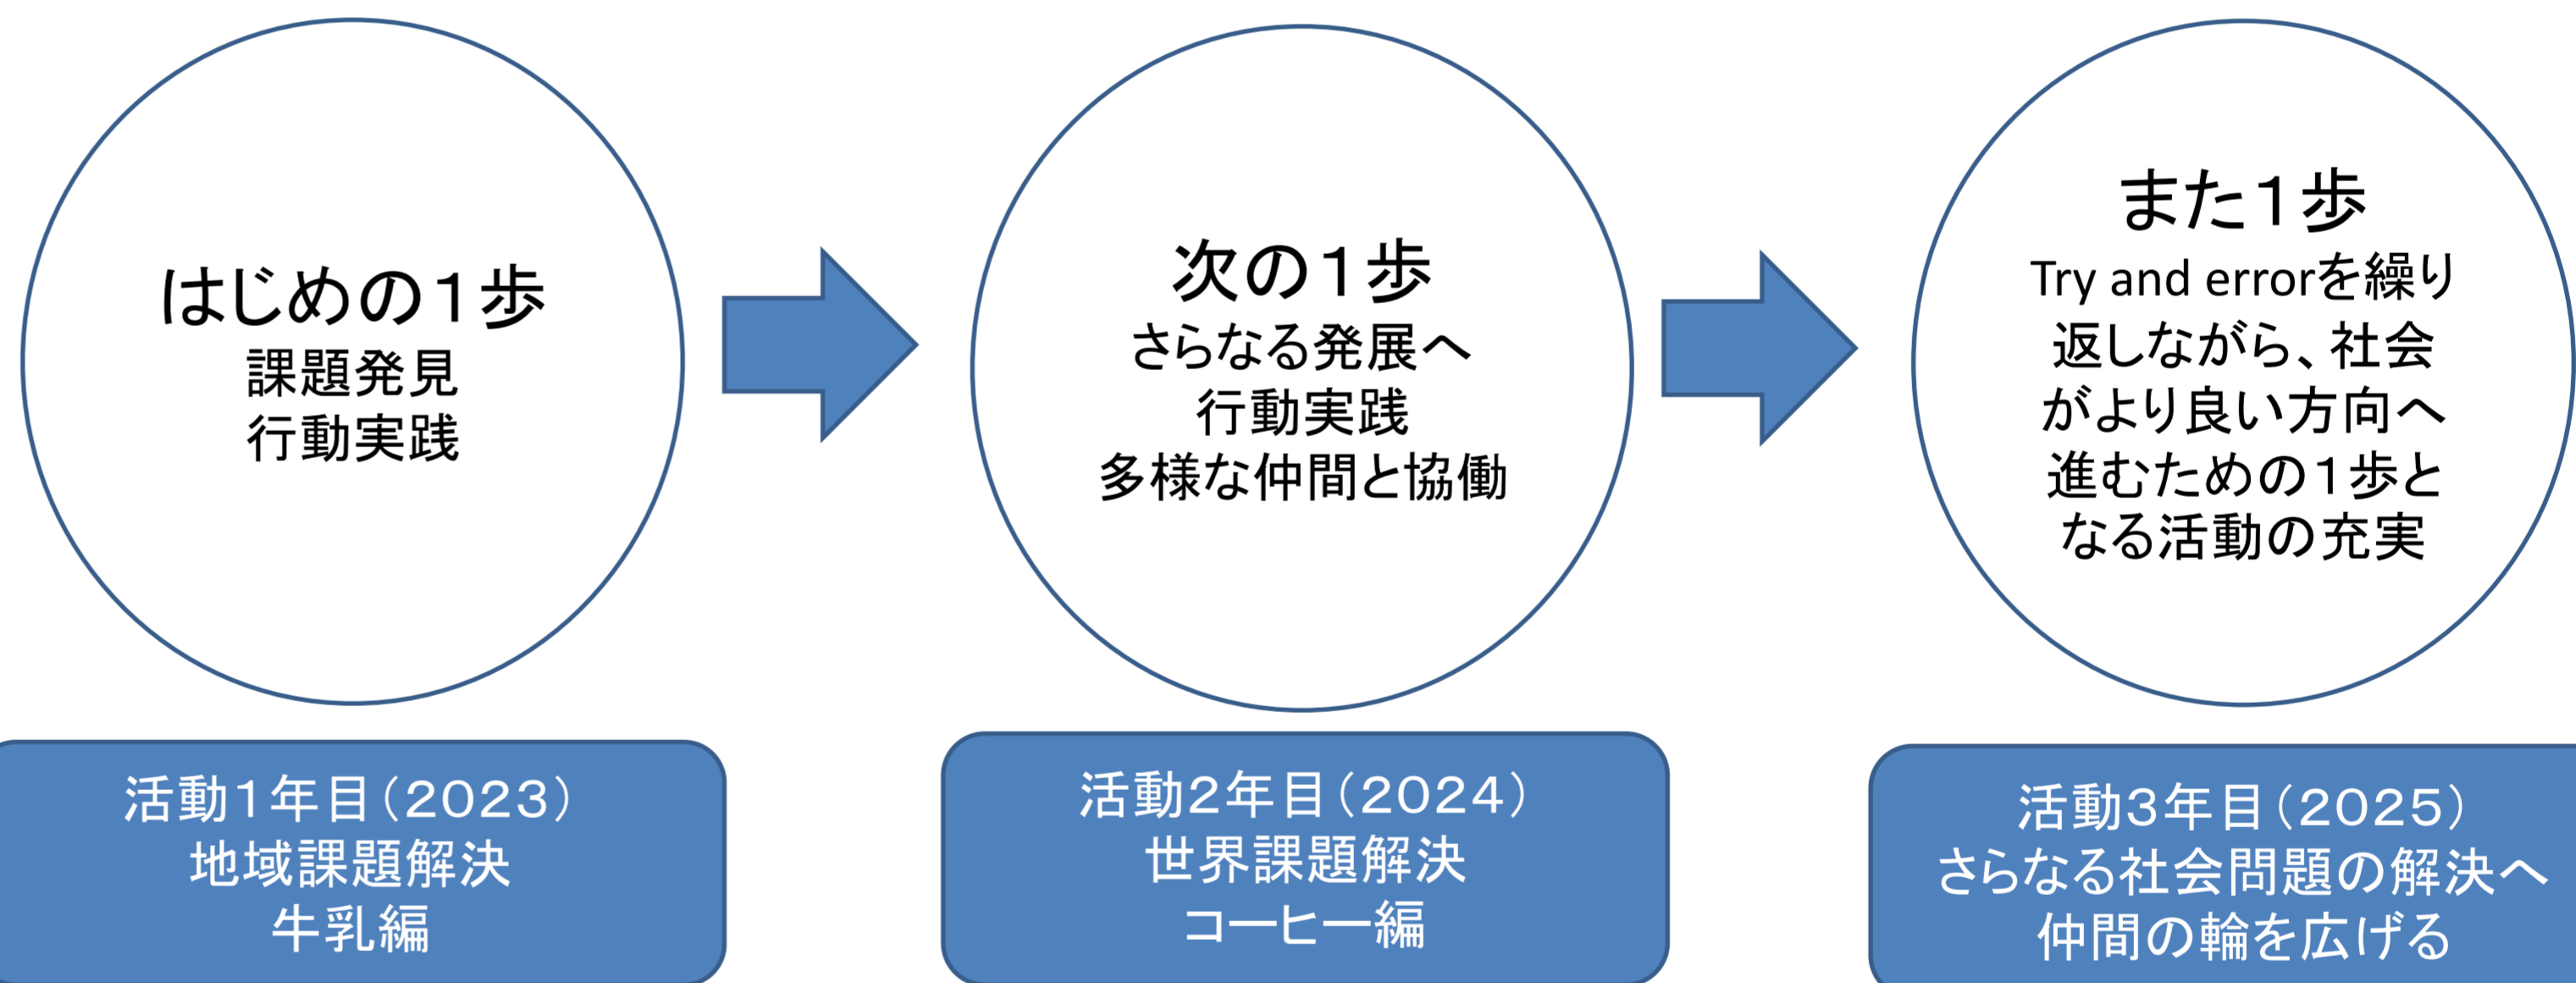 はじめの１歩
課題発見
行動実践
次の１歩
さらなる発展へ
行動実践
多様な仲間と協働
また１歩
Try and errorを繰り
返しながら、社会
がより良い方向へ
進むための１歩と
なる活動の充実
活動１年目（２０２３）
地域課題解決
牛乳編
活動２年目（２０２４）
世界課題解決
コーヒー編
活動３年目（２０２５）
さらなる社会問題の解決へ
仲間の輪を広げる